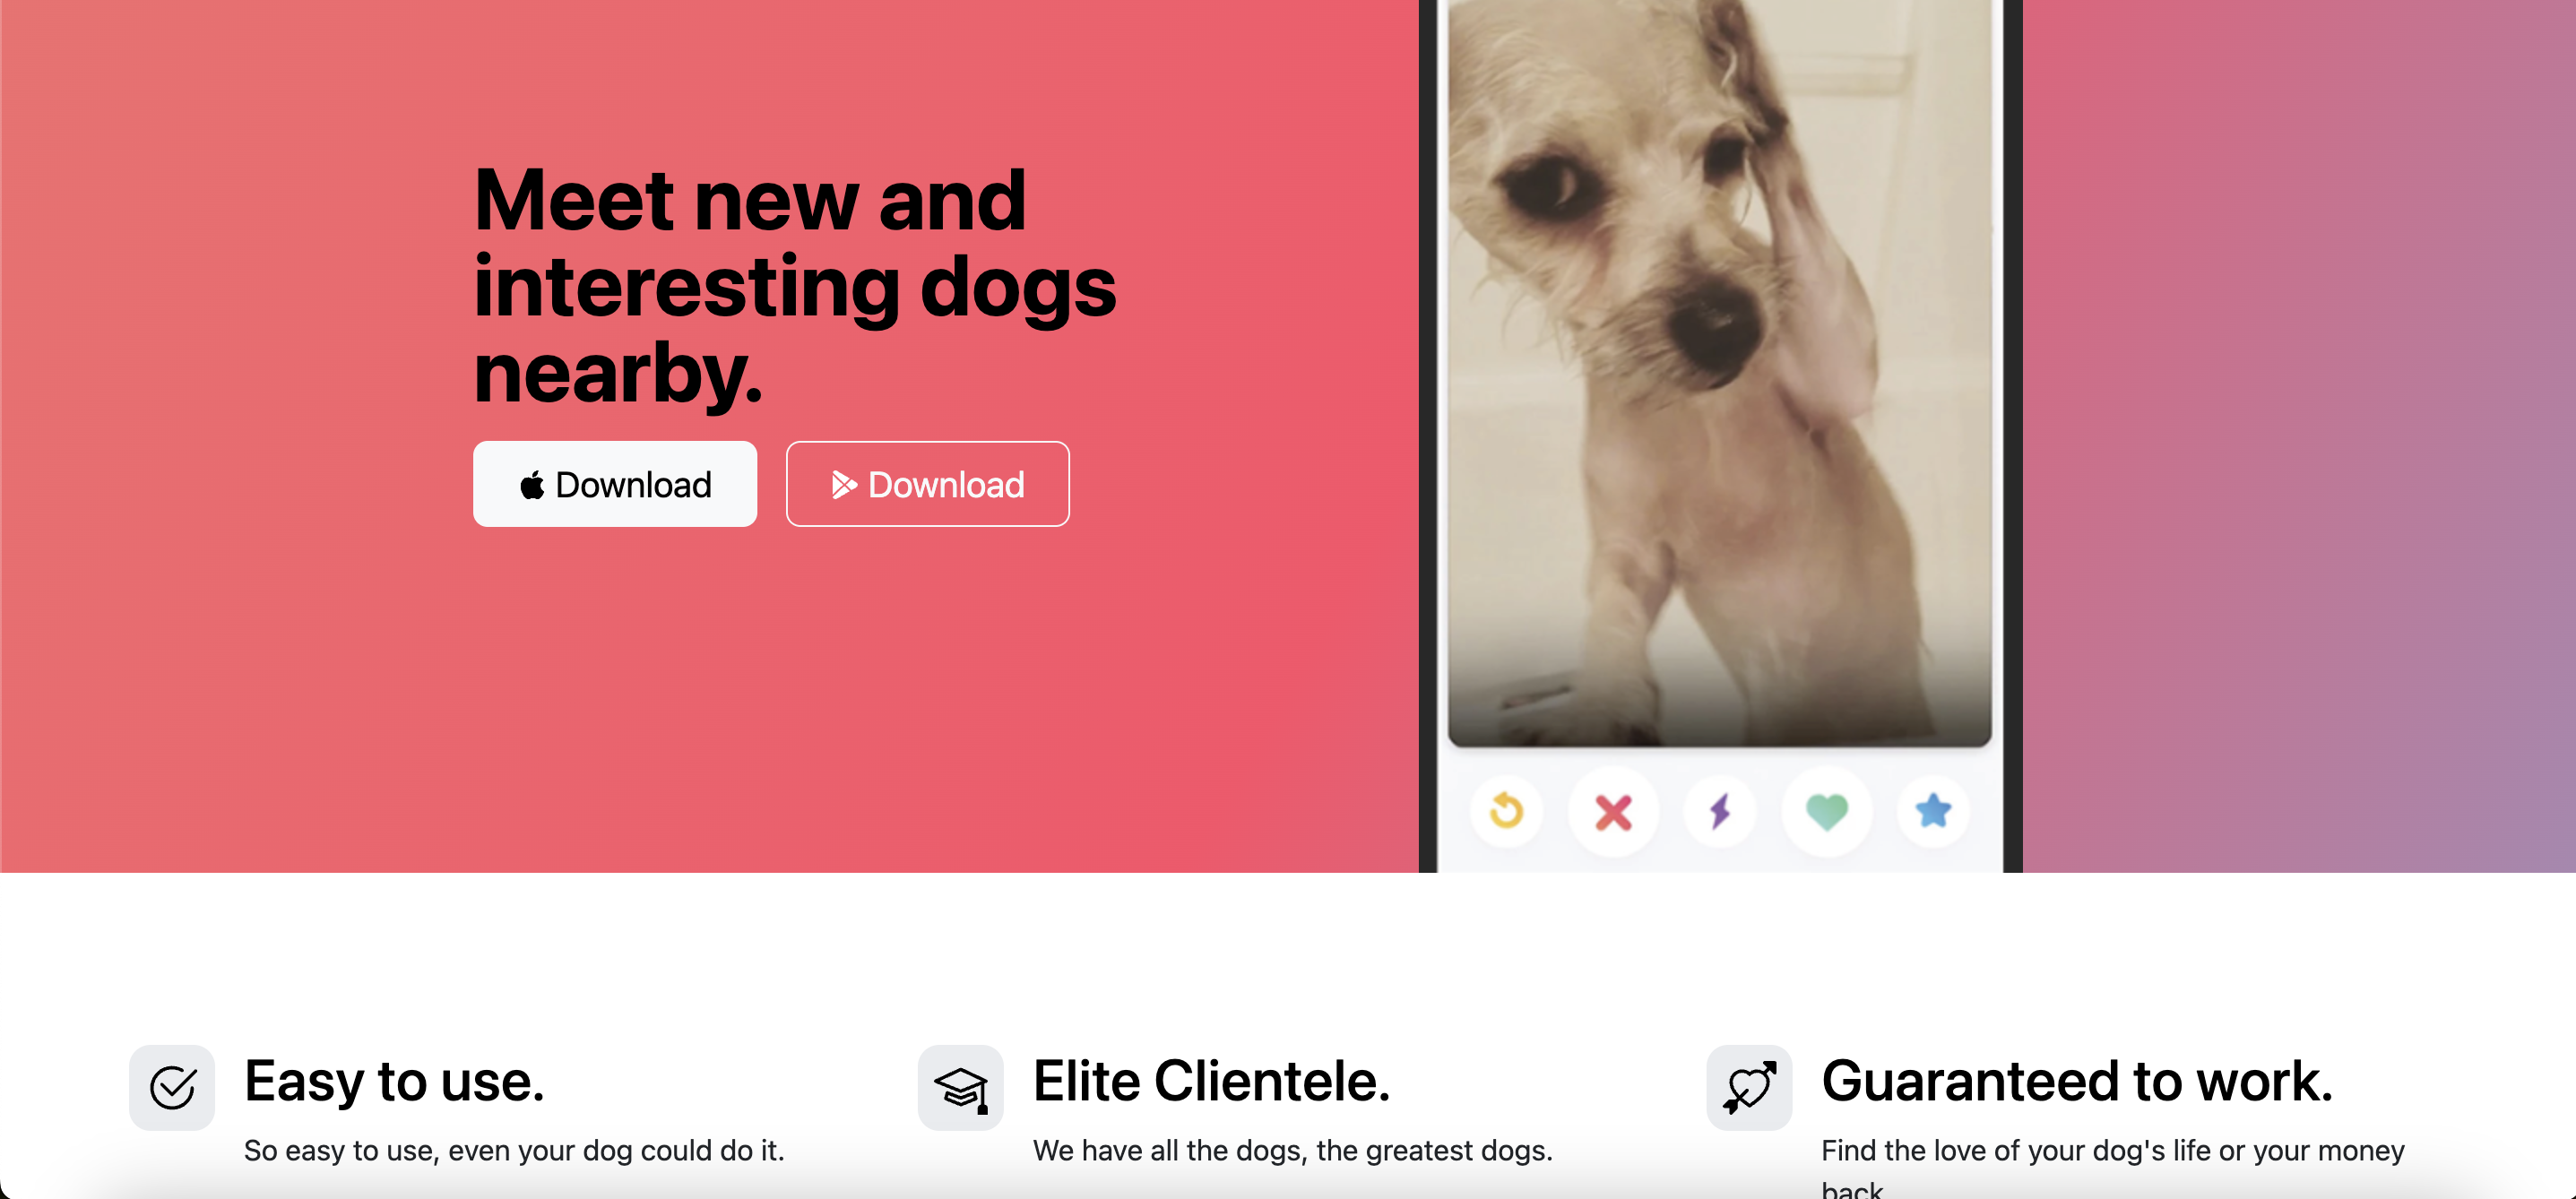 Meet new and
interesting dogs
nearby.
Download
Download
Easy to use.
So easy to use, even your dog could do it.
Elite Clientele.
We have all the dogs, the greatest dogs.
Guaranteed to work.
Find the love of your dog's life or your money
back